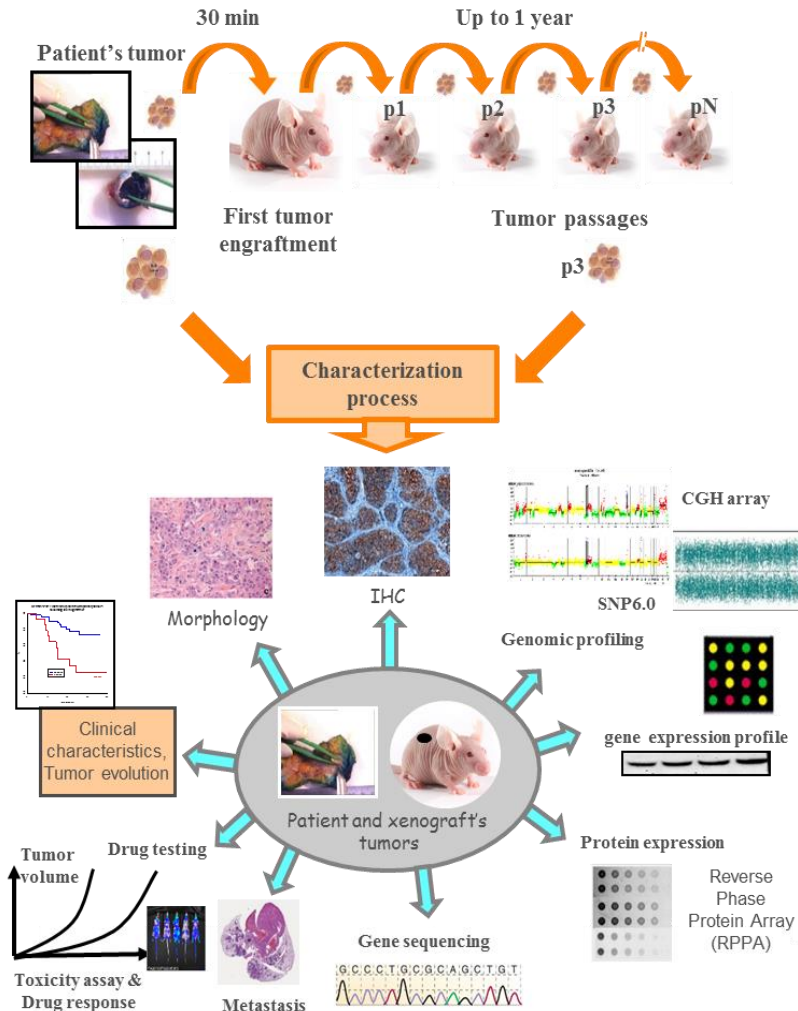 30 min
Up to 1 year
Patient's tumor
p1
p2
p3
pN
First tumor
engraftment
Tumor passages
p3
Characterization
process
CGH array
SNP6.0
Morphology
IHC
Genomic profiling
Clinical
characteristics,
Tumor evolution
gene expression profile
Patient and xenograft's
tumors
Protein expression
Reverse
Phase
Protein Array
(RPPA)
Tumor
volume
Drug testing
Gene sequencing
GCCCTGCGCAGCTGT
Toxicity assay &
Drug response
Metastasis